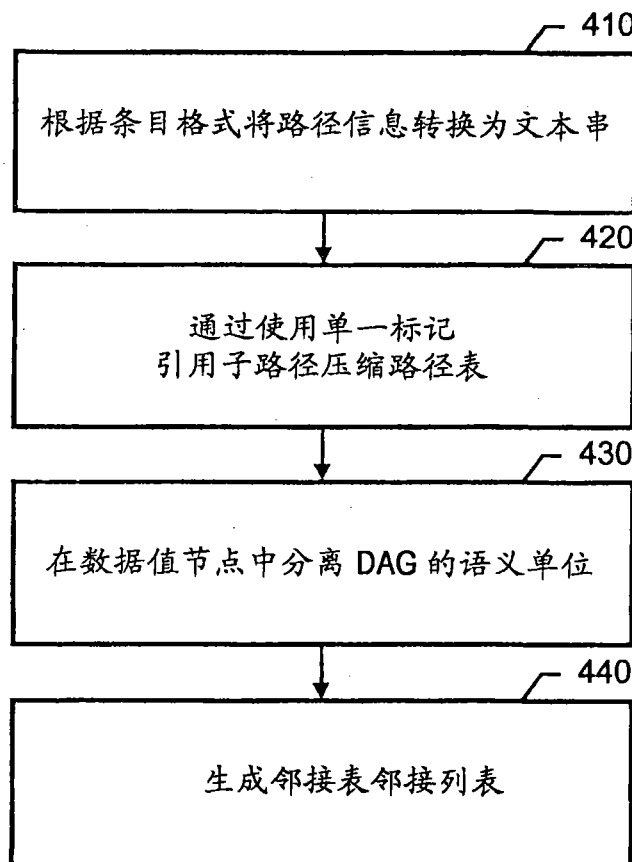 410
根据条目格式将路径信息转换为文本串
420
通过使用单一标记
引用子路径压缩路径表
430
在数据值节点中分离 DAG 的语义单位
440
生成邻接表邻接列表